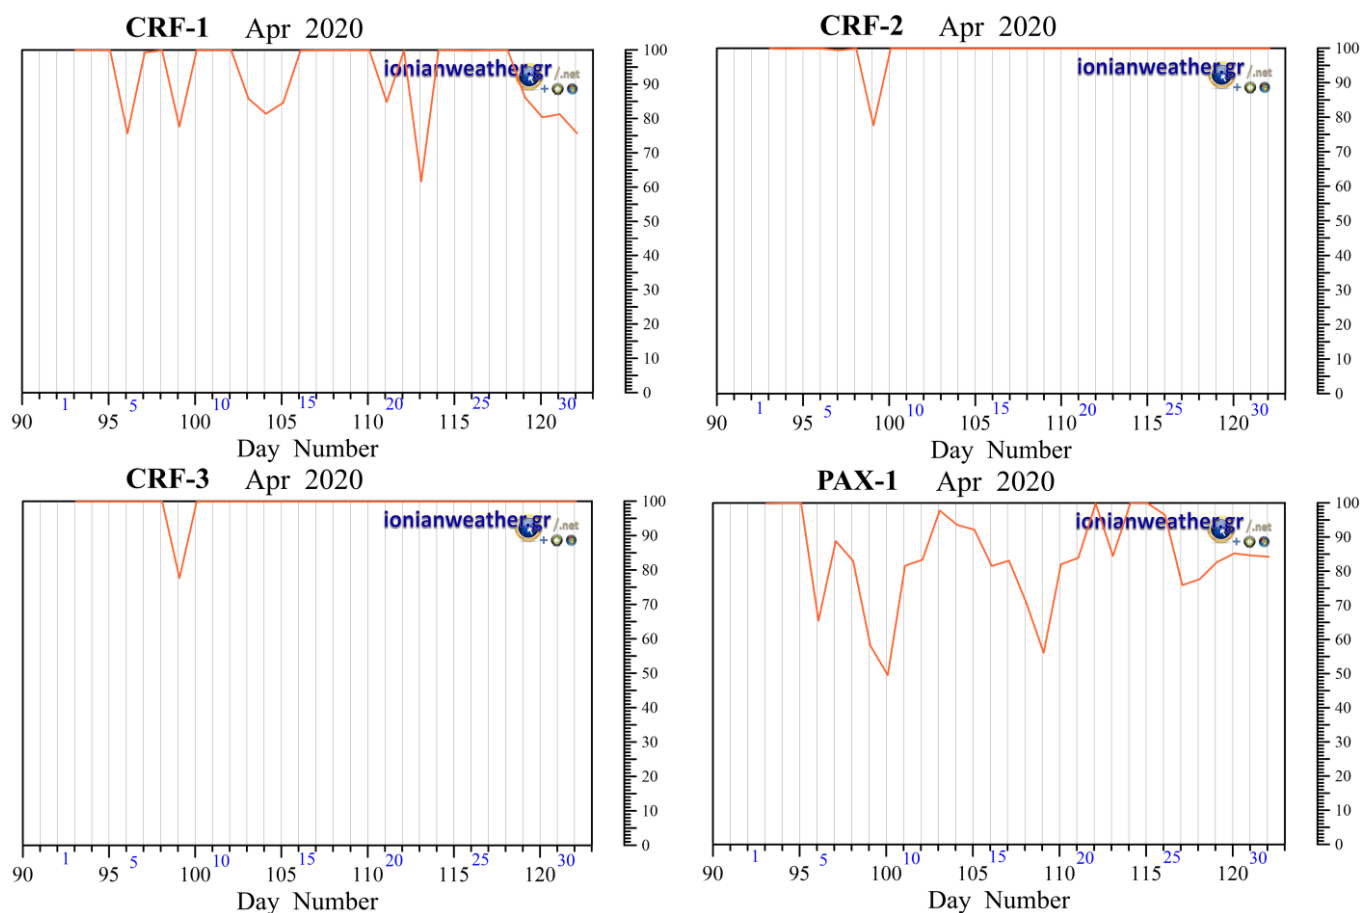 CRF-1 Apr 2020
ionianweather.gr /.net
100
90
80
70
60
50
40
30
20
10
0
1 5 10 15 20 25 30
90 95 100 105 110 115 120
Day Number
CRF-2 Apr 2020
ionianweather.gr /.net
100
90
80
70
60
50
40
30
20
10
0
1 5 10 15 20 25 30
90 95 100 105 110 115 120
Day Number
CRF-3 Apr 2020
ionianweather.gr /.net
100
90
80
70
60
50
40
30
20
10
0
1 5 10 15 20 25 30
90 95 100 105 110 115 120
Day Number
PAX-1 Apr 2020
ionianweather.gr /.net
100
90
80
70
60
50
40
30
20
10
0
1 5 10 15 20 25 30
90 95 100 105 110 115 120
Day Number